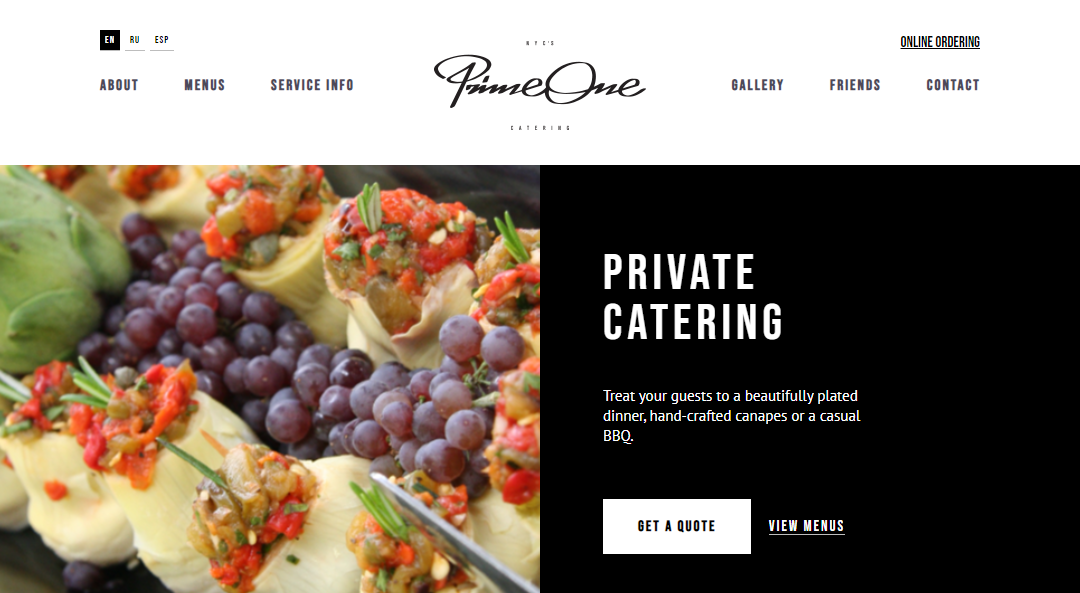 EN RU ESP
ONLINE ORDERING
NYC'S
ABOUT MENUS SERVICE INFO
PrimeOne
GALLERY FRIENDS CONTACT
CATERING
PRIVATE
CATERING
Treat your guests to a beautifully plated
dinner, hand-crafted canapes or a casual
BBQ.
GET A QUOTE VIEW MENUS